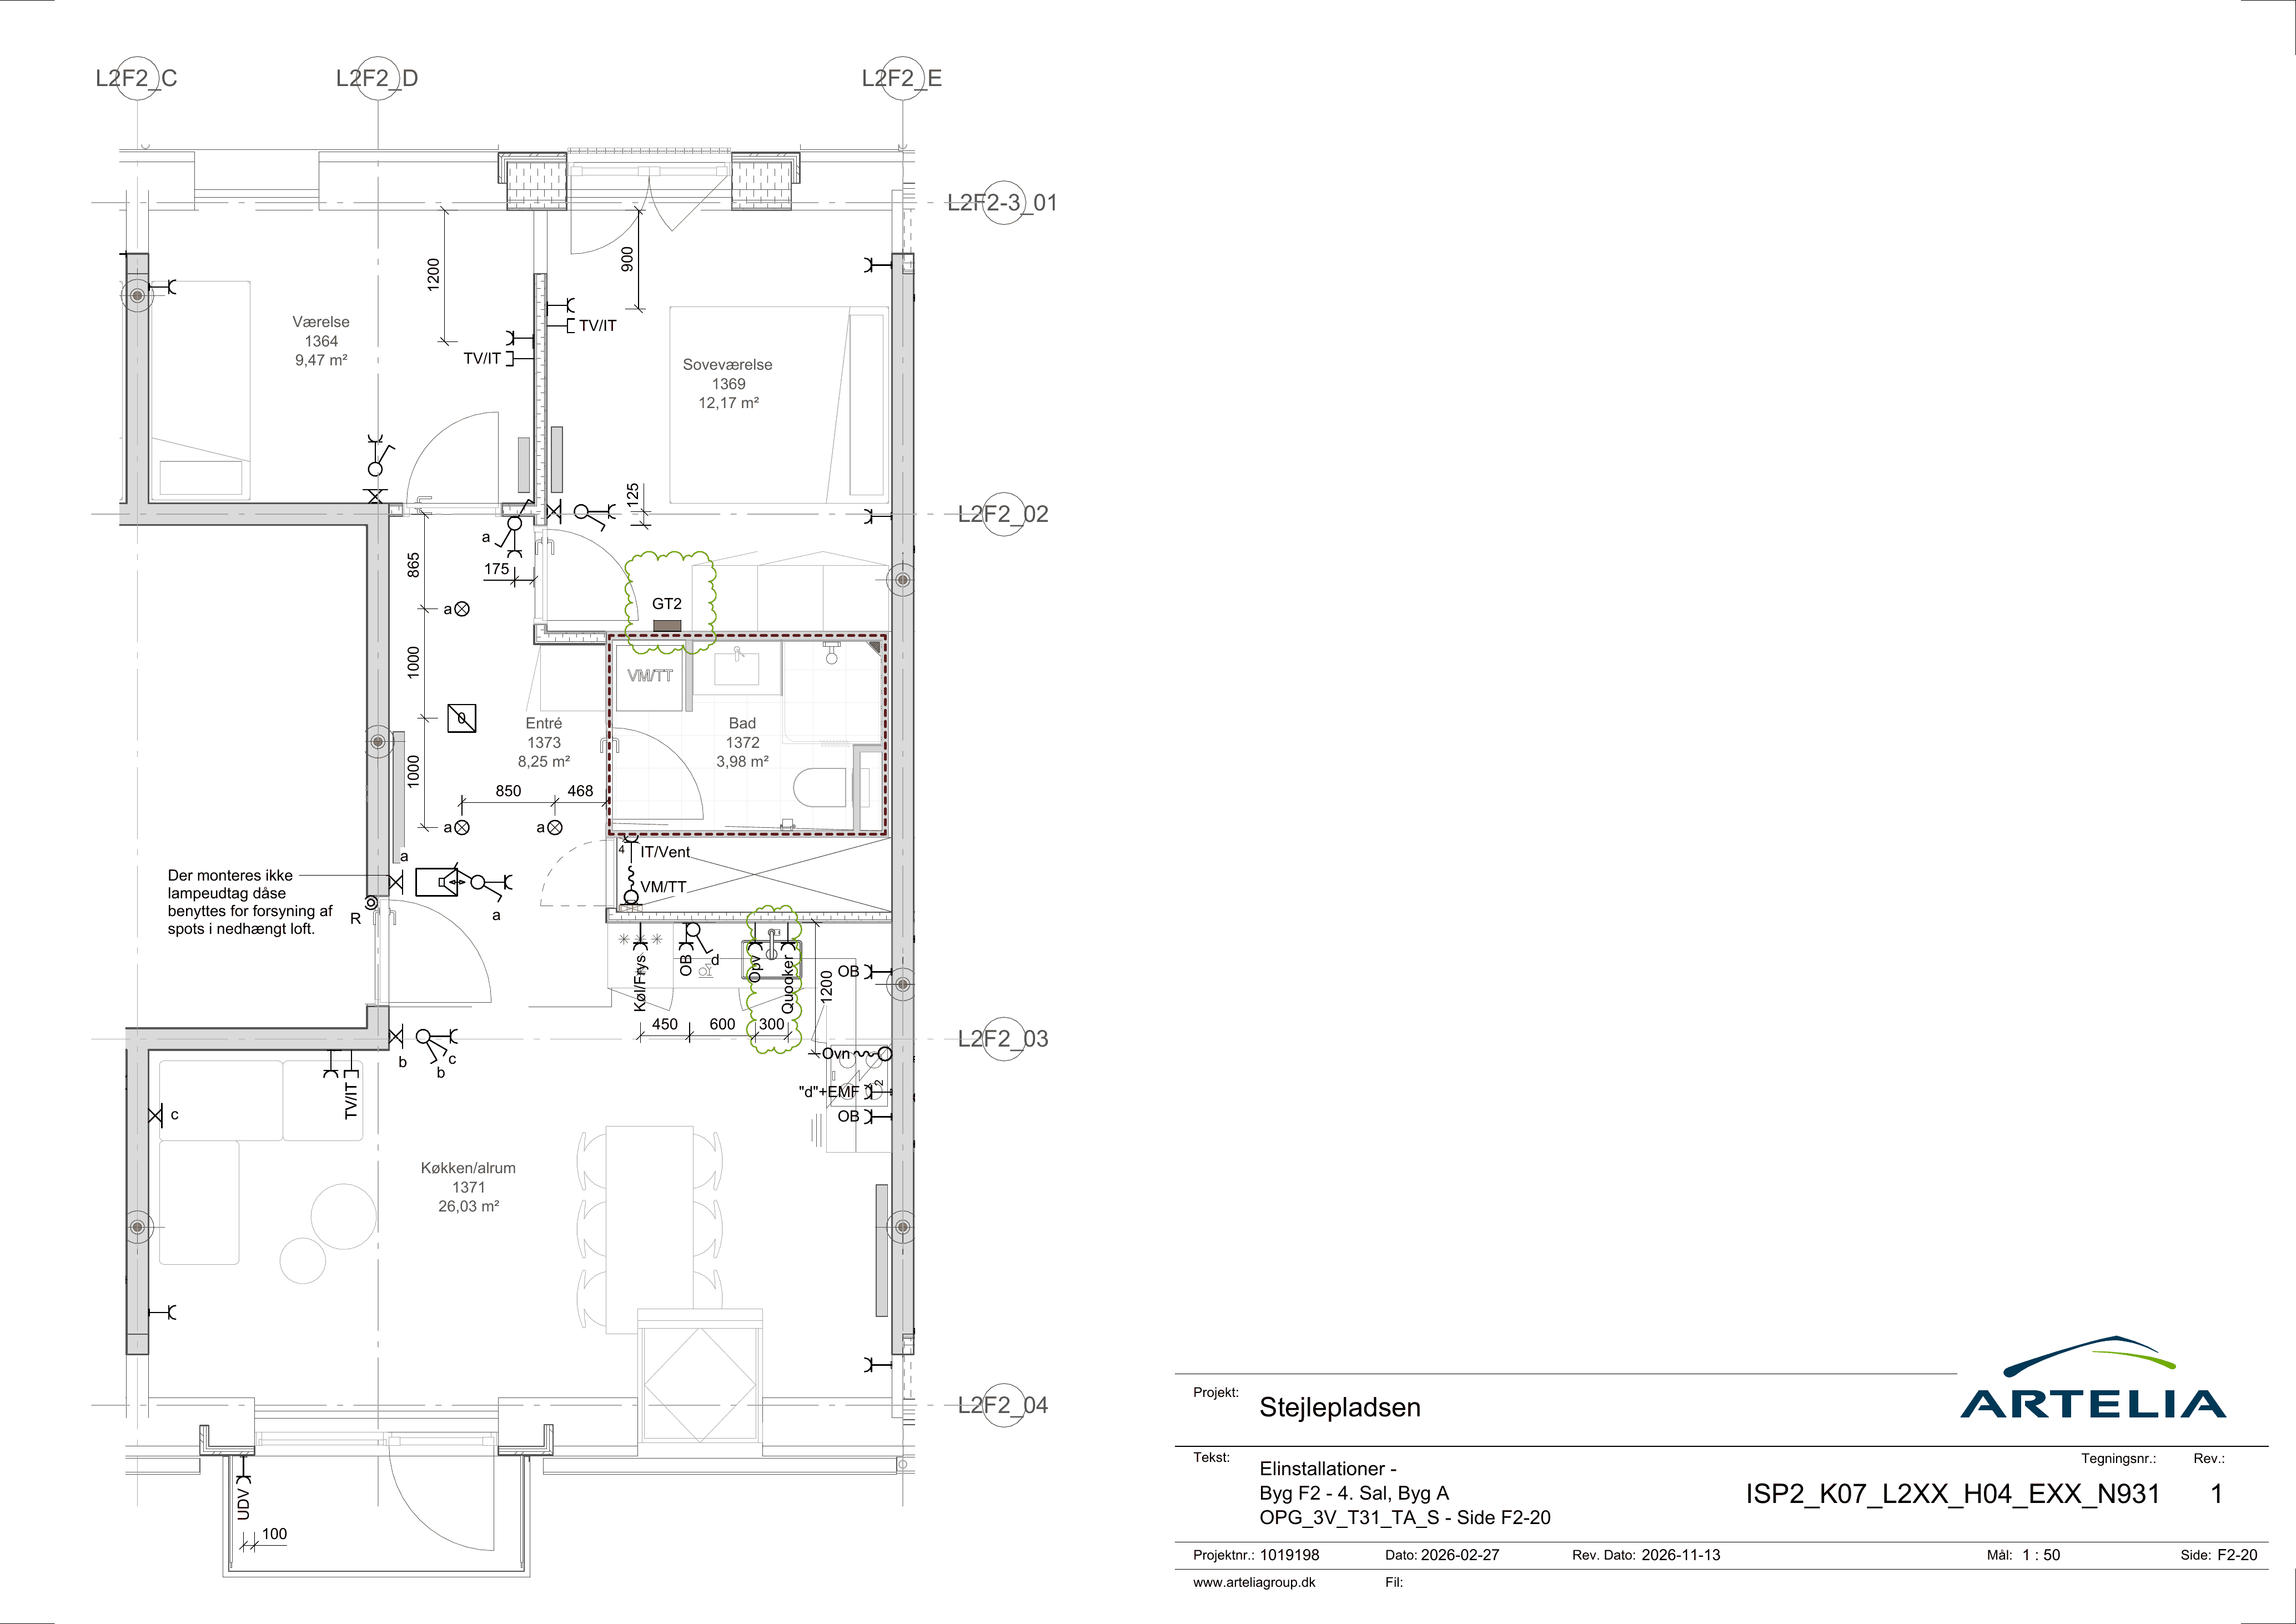 L2F2_C
L2F2_D
L2F2_E
L2F2-3_01
1200
900
TV/IT
TV/IT
Værelse
1364
9,47 m²
Soveværelse
1369
12,17 m²
125
L2F2_02
a
175
865
a
GT2
1000
VM/TT
0
Entré
1373
8,25 m²
Bad
1372
3,98 m²
1000
850
468
a
a
4
IT/Vent
a
VM/TT
Der monteres ikke
lampeudtag dåse
benyttes for forsyning af
spots i nedhængt loft.
R
a
Køl/Frys
OB
d
Opv
Quooker
1200
OB
450
600
300
L2F2_03
b
c
b
Ovn
TV/IT
"d"+EMF
2
OB
c
Køkken/alrum
1371
26,03 m²
L2F2_04
UDV
100
ARTELIA
Projekt:
Stejlepladsen
Tekst:
Elinstallationer -
Byg F2 - 4. Sal, Byg A
OPG_3V_T31_TA_S - Side F2-20
Tegningsnr.:
Rev.:
ISP2_K07_L2XX_H04_EXX_N931
1
Projektnr.: 1019198
Dato: 2026-02-27
Rev. Dato: 2026-11-13
Mål: 1 : 50
Side: F2-20
www.arteliagroup.dk
Fil: